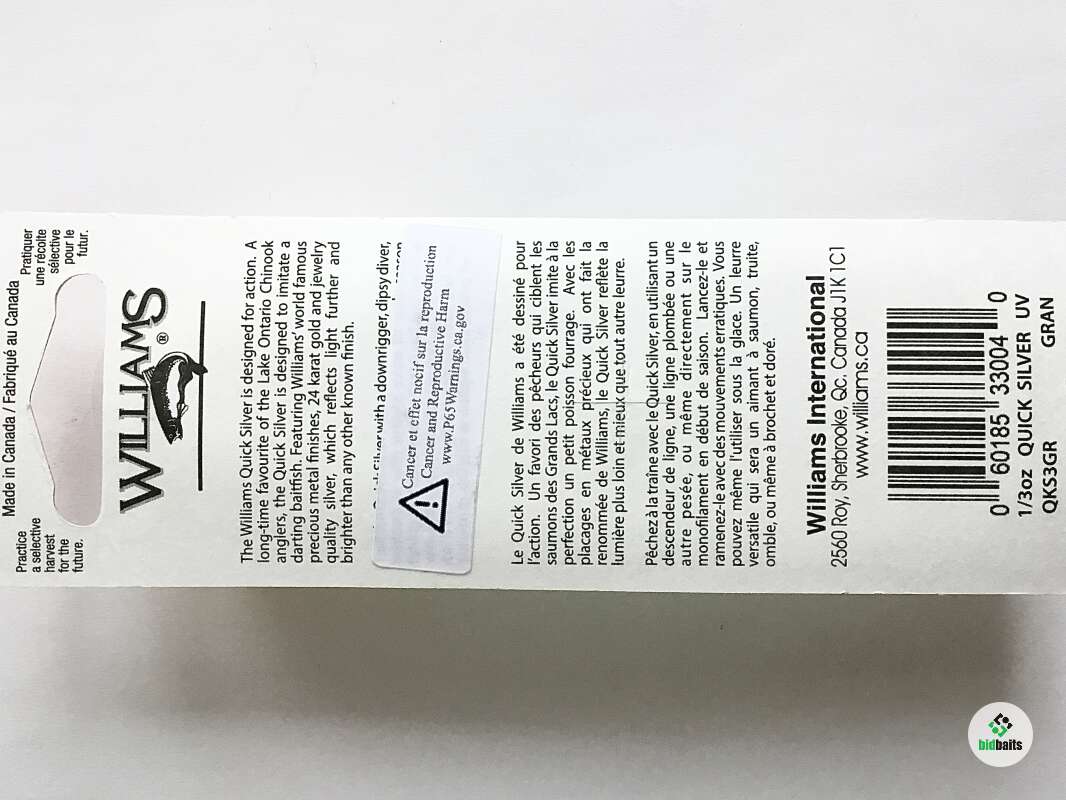 Made in Canada / Fabriqué au Canada
Practice
a selective
harvest
for the
future.
Pratiquer
une récolte
sélective
pour le
futur.
WILLIAMS®
The Williams Quick Silver is designed for action. A
long-time favourite of the Lake Ontario Chinook
anglers, the Quick Silver is designed to imitate a
darting baitfish. Featuring Williams' world famous
precious metal finishes, 24 karat gold and jewelry
quality silver, which reflects light further and
brighter than any other known finish.
Silver with a downrigger, dipsy diver,
season
Cancer et effet nocif sur la reproduction
Cancer and Reproductive Harm
www.P65Warnings.ca.gov
Le Quick Silver de Williams a été dessiné pour
l'action. Un favori des pêcheurs qui ciblent les
saumons des Grands Lacs, le Quick Silver imite à la
perfection un petit poisson fourrage. Avec les
placages en métaux précieux qui ont fait la
renommée de Williams, le Quick Silver reflète la
lumière plus loin et mieux que tout autre leurre.
Pêchez à la traîne avec le Quick Silver, en utilisant un
descendeur de ligne, une ligne plombée ou une
autre pesée, ou même directement sur le
monofilament en début de saison. Lancez-le et
ramenez-le avec des mouvements erratiques. Vous
pouvez même l'utiliser sous la glace. Un leurre
versatile qui sera un aimant à saumon, truite,
omble, ou même à brochet et doré.
Williams International
2560 Roy, Sherbrooke, Qc. Canada J1K 1C1
www.williams.ca
0 60185 33004 0
1/3oz QUICK SILVER UV
QKS3GR GRAN
bidbaits